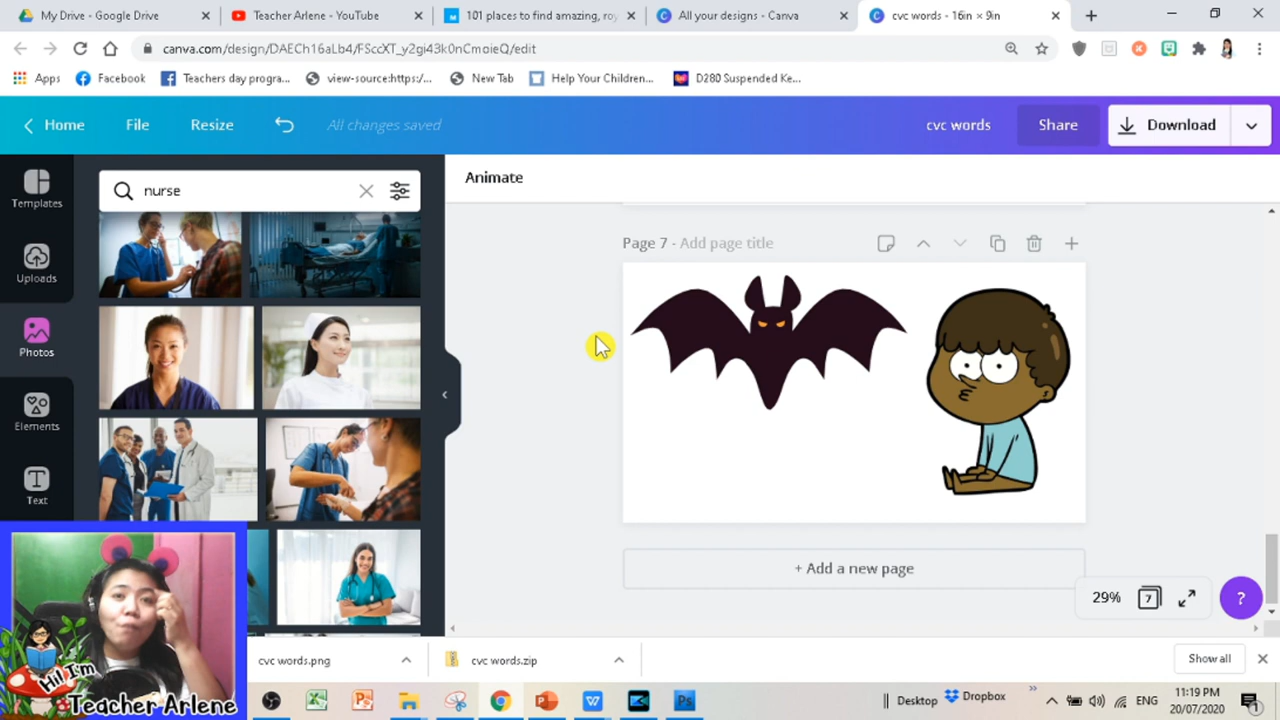 My Drive - Google Drive
Teacher Arlene - YouTube
101 places to find amazing, roy
All your designs - Canva
cvc words - 16in × 9in
canva.com/design/DAECh16aLb4/FSccXT_y2gi43k0nCmoieQ/edit
Apps
Facebook
Teachers day progra...
view-source:https:/...
New Tab
Help Your Children...
D280 Suspended Ke...
Home
File
Resize
All changes saved
cvc words
Share
Download
Templates
Uploads
Photos
Elements
Text
nurse
Animate
Page 7 - Add page title
+ Add a new page
29%
7
?
Hi! I'm
Teacher Arlene
cvc words.png
cvc words.zip
Show all
Desktop
Dropbox
ENG
11:19 PM
20/07/2020
1